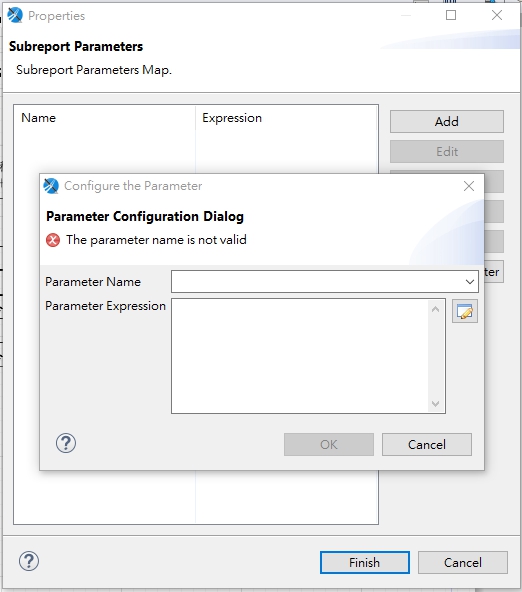 Properties
Subreport Parameters
Subreport Parameters Map.
Name Expression
Add
Edit
Configure the Parameter
Parameter Configuration Dialog
The parameter name is not valid
ter
Parameter Name
Parameter Expression
OK Cancel
Finish Cancel